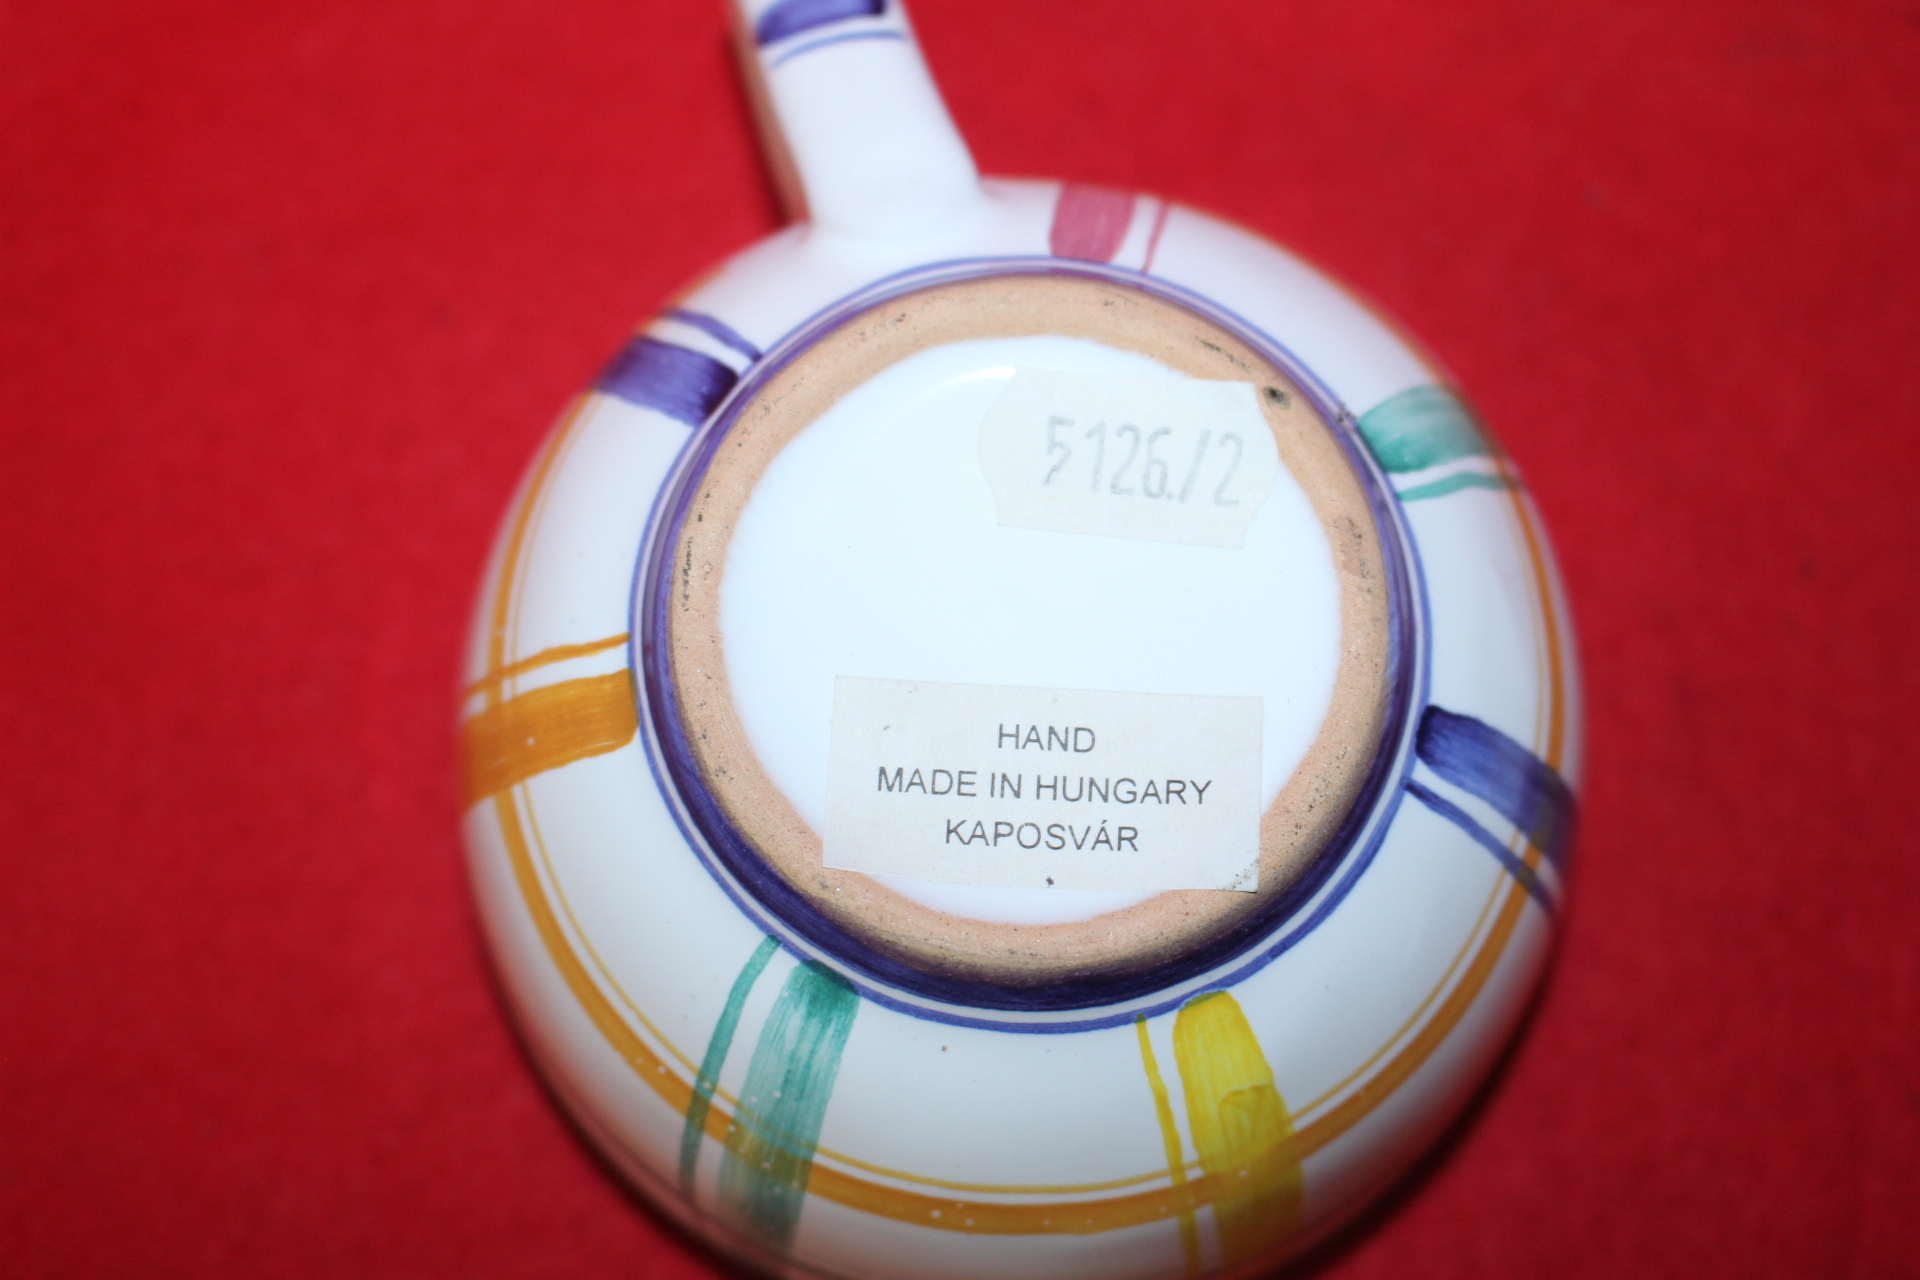 5126./2
HAND
MADE IN HUNGARY
KAPOSVÁR